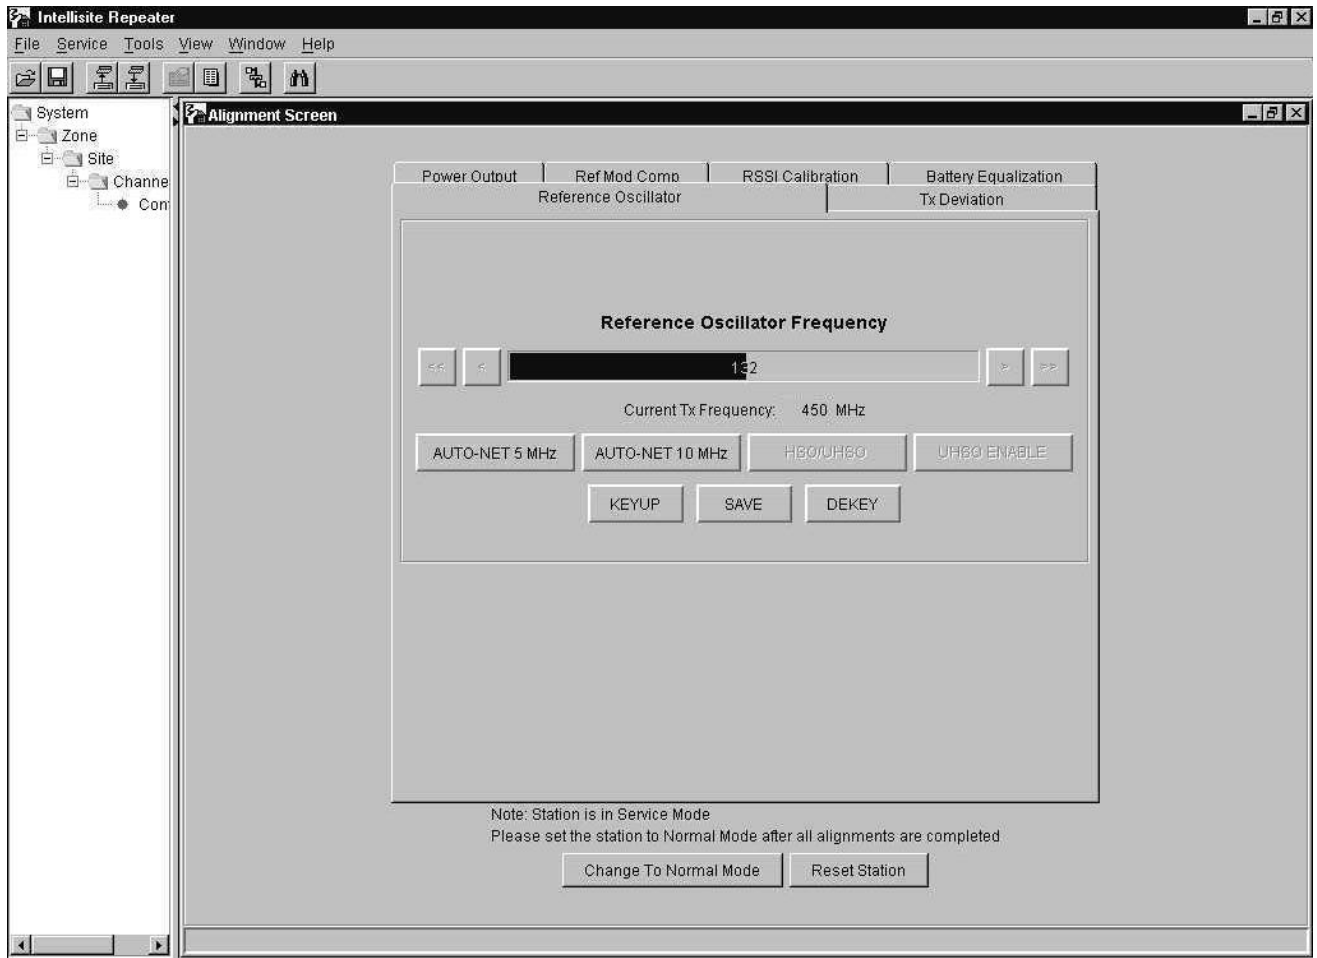 Intellisite Repeater
File Service Tools View Window Help
System
Zone
Site
Channe
Con
Alignment Screen
Power Output Ref Mod Comp RSSI Calibration Battery Equalization
Reference Oscillator Tx Deviation
Reference Oscillator Frequency
<< < 132 > >>
Current Tx Frequency: 450 MHz
AUTO-NET 5 MHz AUTO-NET 10 MHz HSO/UHSO UHSO ENABLE
KEYUP SAVE DEKEY
Note: Station is in Service Mode
Please set the station to Normal Mode after all alignments are completed
Change To Normal Mode Reset Station